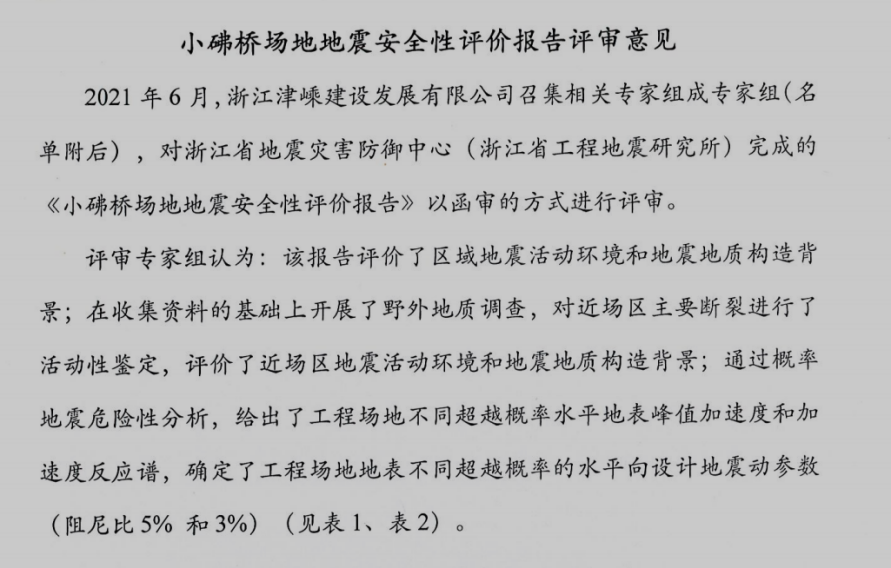 小砩桥场地地震安全性评价报告评审意见
2021 年 6 月，浙江津嵊建设发展有限公司召集相关专家组成专家组（名
单附后），对浙江省地震灾害防御中心（浙江省工程地震研究所）完成的
《小砩桥场地地震安全性评价报告》以函审的方式进行评审。
评审专家组认为：该报告评价了区域地震活动环境和地震地质构造背
景；在收集资料的基础上开展了野外地质调查，对近场区主要断裂进行了
活动性鉴定，评价了近场区地震活动环境和地震地质构造背景；通过概率
地震危险性分析，给出了工程场地不同超越概率水平地表峰值加速度和加
速度反应谱，确定了工程场地地表不同超越概率的水平向设计地震动参数
（阻尼比 5% 和 3%）（见表 1、表 2）。